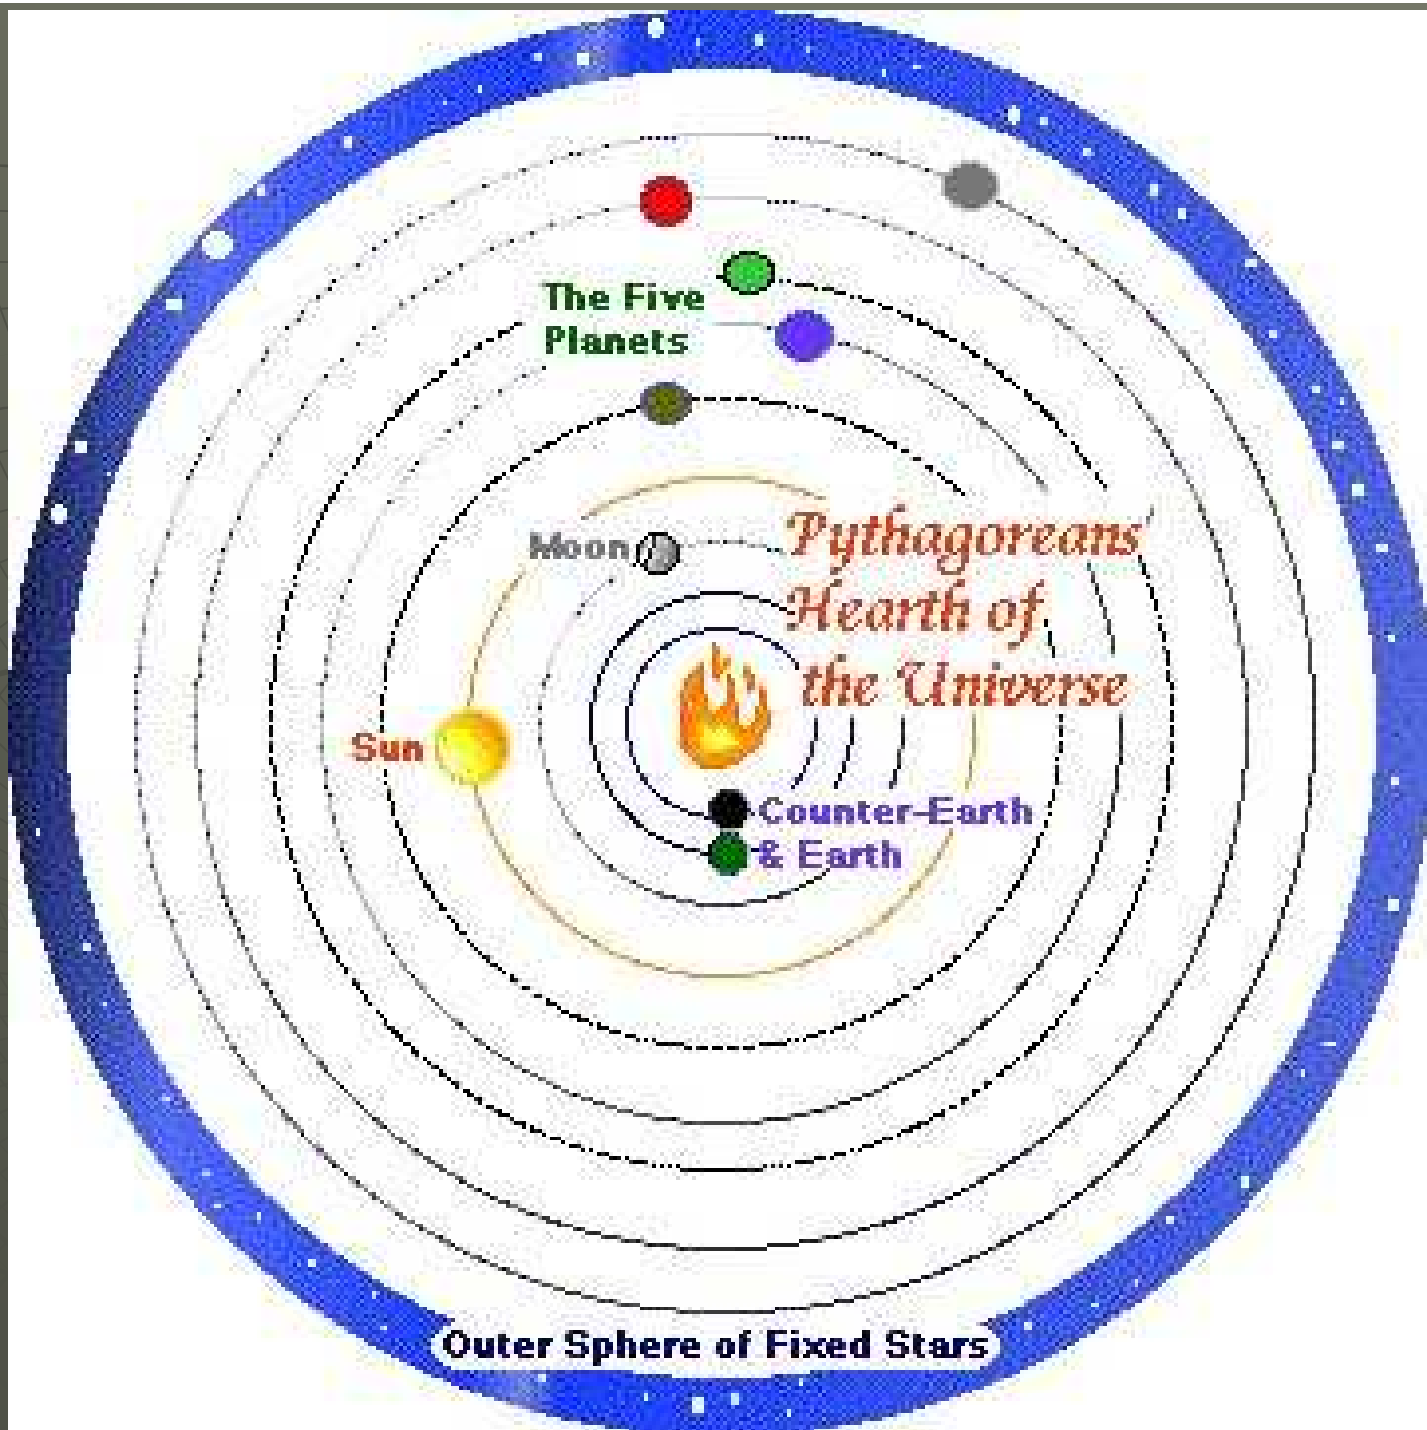 The Five
Planets
Moon
Pythagoreans
Hearth of
the Universe
Sun
Counter-Earth
& Earth
Outer Sphere of Fixed Stars